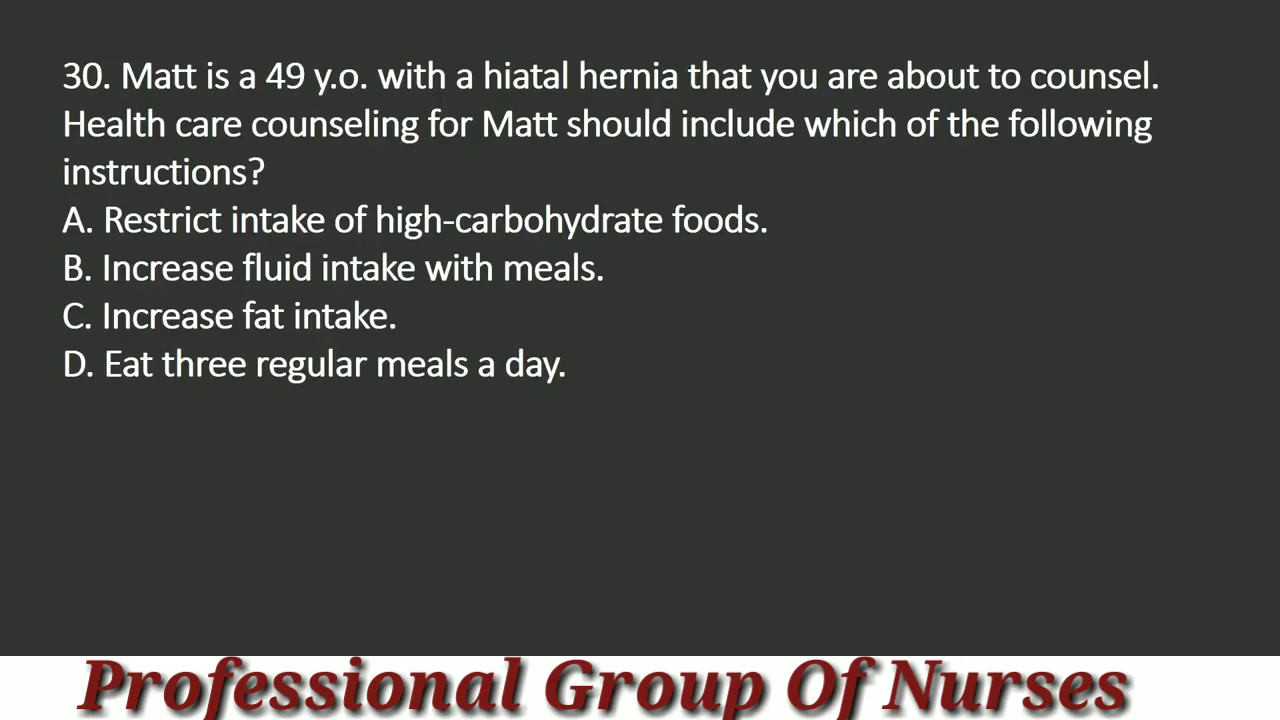 30. Matt is a 49 y.o. with a hiatal hernia that you are about to counsel.
Health care counseling for Matt should include which of the following
instructions?
A. Restrict intake of high-carbohydrate foods.
B. Increase fluid intake with meals.
C. Increase fat intake.
D. Eat three regular meals a day.
Professional Group Of Nurses